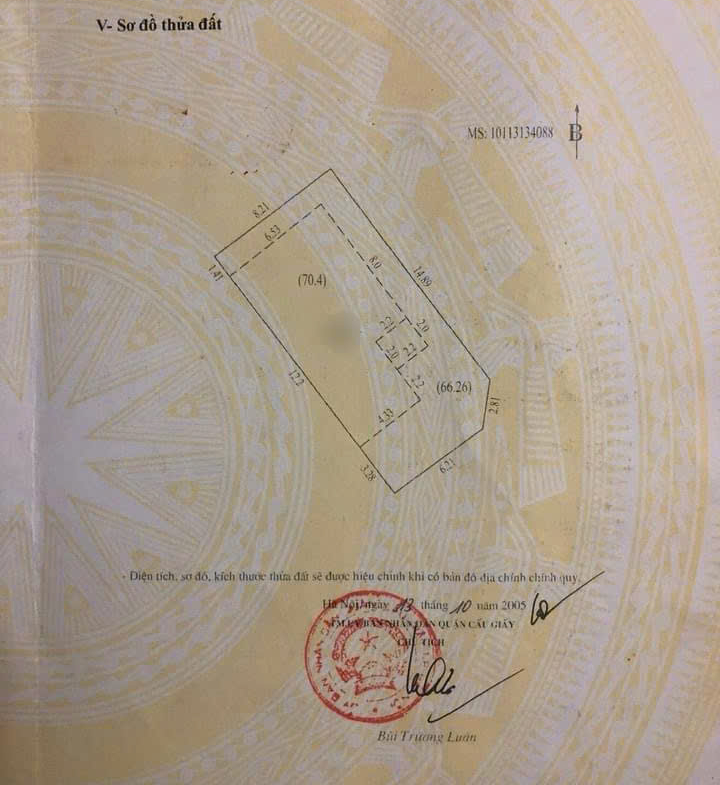 V- Sơ đồ thửa đất
MS: 10113134088
B
8.21
6.53
1.41
(70.4)
8.0
14.89
2.21
2.0
2.0
2.2
12.2
2.2
(66.26)
2.81
4.33
3.28
6.21
- Diện tích, sơ đồ, kích thước thửa đất sẽ được hiệu chỉnh khi có bản đồ địa chính chính quy.
Hà Nội, ngày 13 tháng 10 năm 2005
TM. ỦY BAN NHÂN DÂN QUẬN CẦU GIẤY
CHỦ TỊCH
Bùi Trường Luân